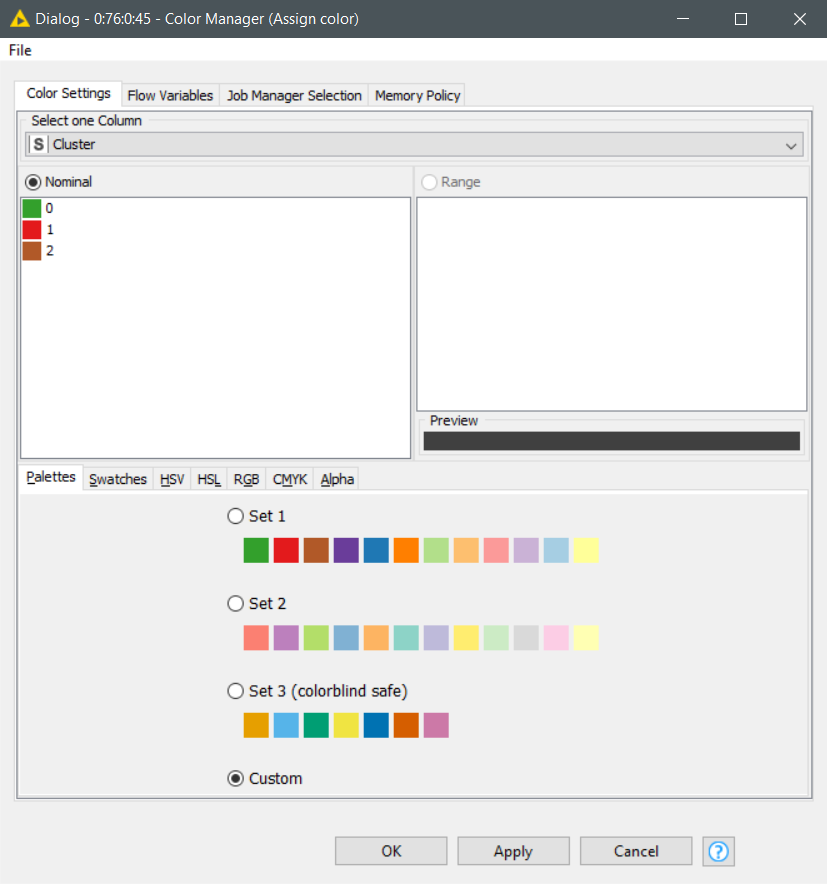 Dialog - 0:76:0:45 - Color Manager (Assign color)
File
Color Settings Flow Variables Job Manager Selection Memory Policy
Select one Column
S Cluster
Nominal Range
0
1
2
Preview
Palettes Swatches HSV HSL RGB CMYK Alpha
Set 1
Set 2
Set 3 (colorblind safe)
Custom
OK Apply Cancel ?